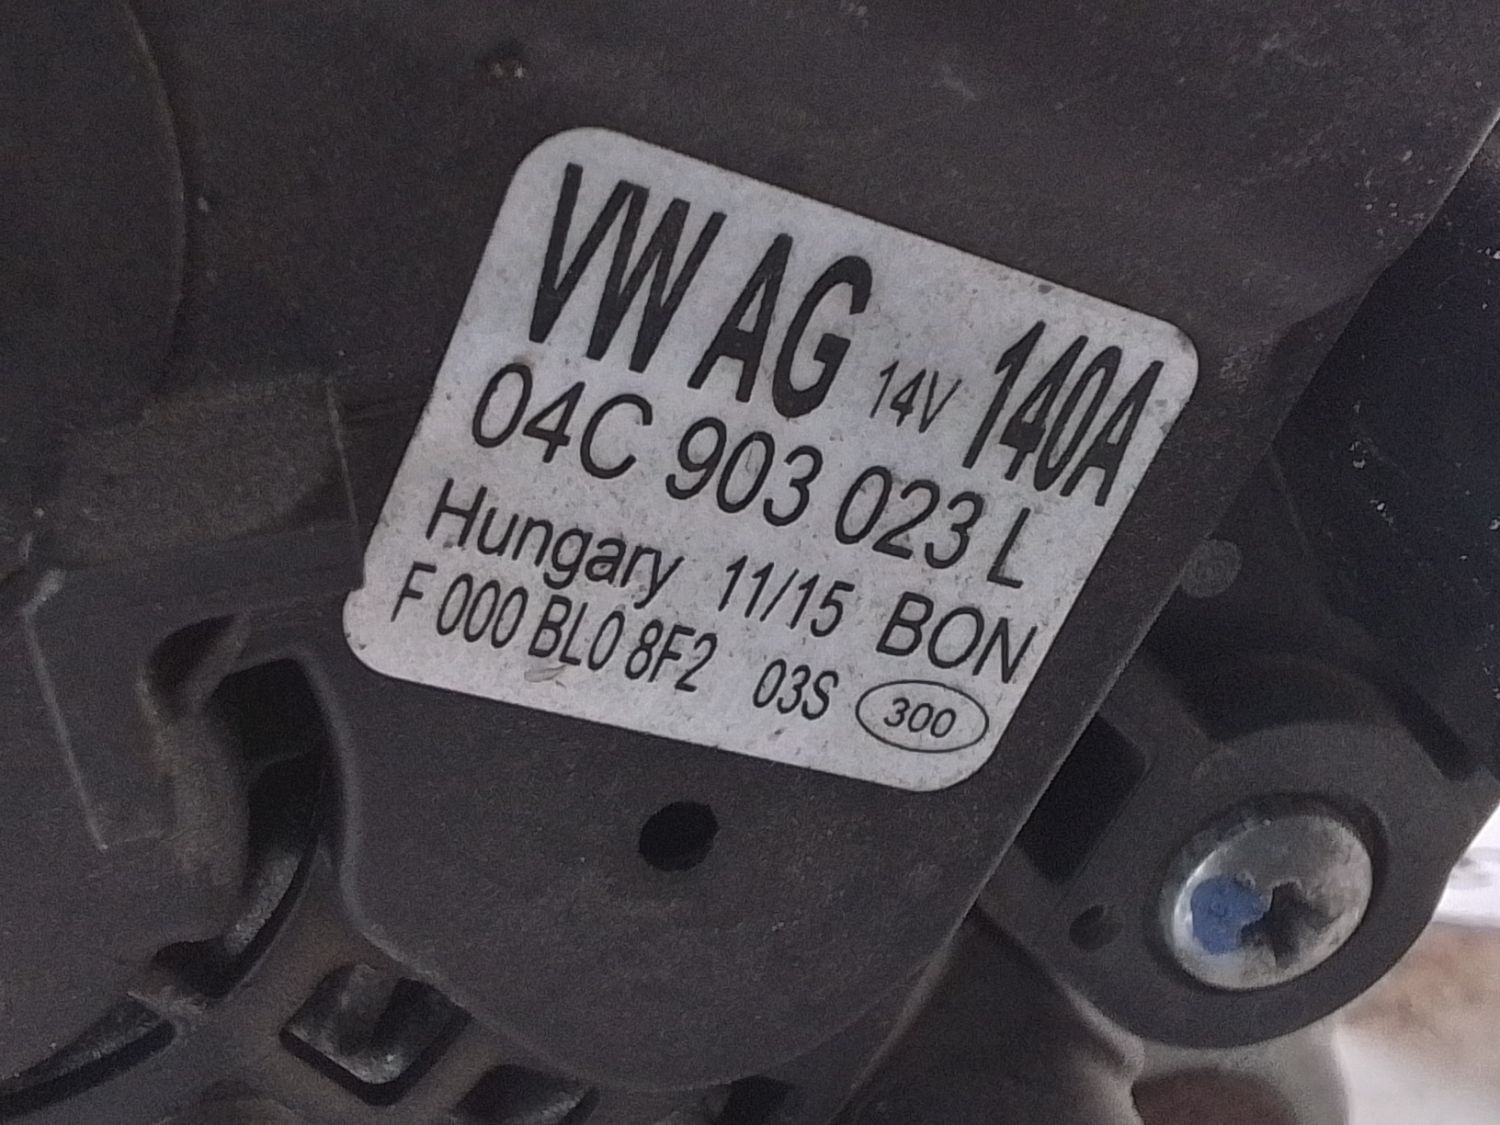 VW AG 14V 140A
04C 903 023 L
Hungary 11/15 BON
F 000 BL0 8F2 03S 300